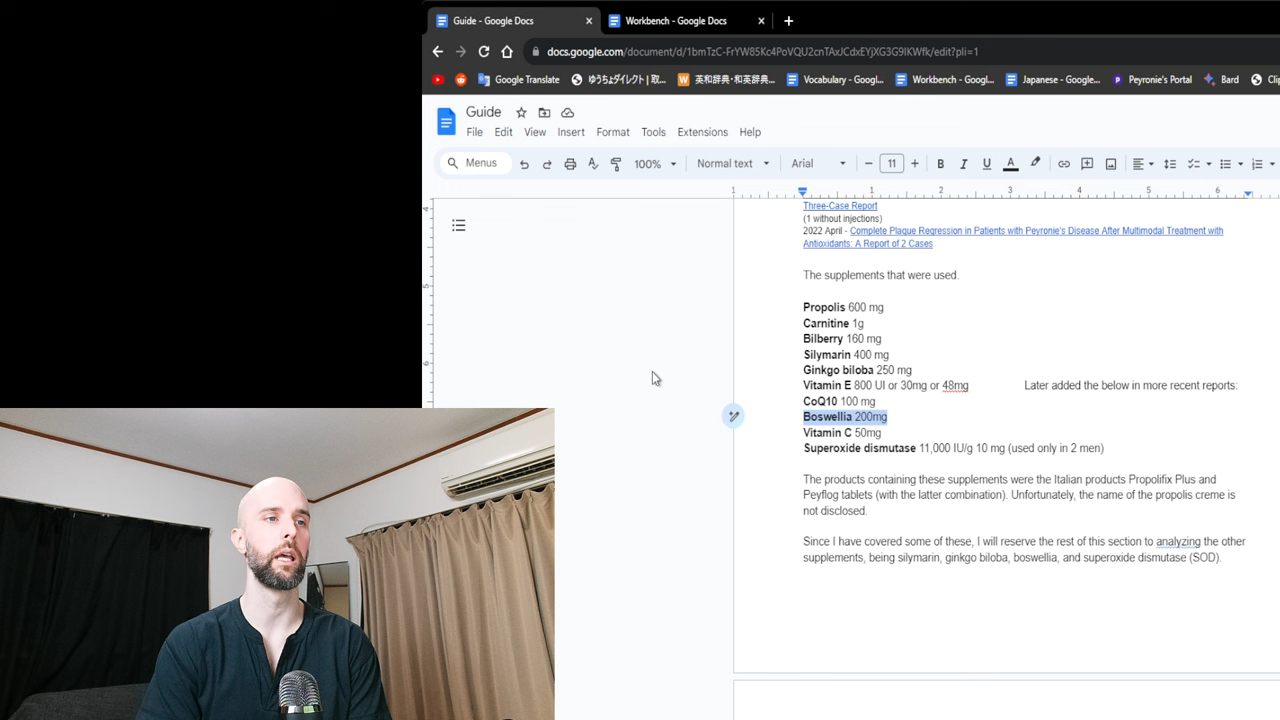 Guide - Google Docs
Workbench - Google Docs
docs.google.com/document/d/1bmTzC-FrYW85Kc4PoVQU2cnTAxJCdxEYjXG3G9IKWfk/edit?pli=1
Google Translate
ゆうちょダイレクト | 取...
英和辞典・和英辞典...
Vocabulary - Googl...
Workbench - Googl...
Japanese - Google...
Peyronie's Portal
Bard
Clip
Guide
File Edit View Insert Format Tools Extensions Help
Menus
100%
Normal text
Arial
11
1 1 2 3 4 5 6
Three-Case Report
(1 without injections)
2022 April - Complete Plaque Regression in Patients with Peyronie's Disease After Multimodal Treatment with
Antioxidants: A Report of 2 Cases
The supplements that were used.
Propolis 600 mg
Carnitine 1g
Bilberry 160 mg
Silymarin 400 mg
Ginkgo biloba 250 mg
Vitamin E 800 UI or 30mg or 48mg Later added the below in more recent reports:
CoQ10 100 mg
Boswellia 200mg
Vitamin C 50mg
Superoxide dismutase 11,000 IU/g 10 mg (used only in 2 men)
The products containing these supplements were the Italian products Propolifix Plus and
Peyflog tablets (with the latter combination). Unfortunately, the name of the propolis creme is
not disclosed.
Since I have covered some of these, I will reserve the rest of this section to analyzing the other
supplements, being silymarin, ginkgo biloba, boswellia, and superoxide dismutase (SOD).